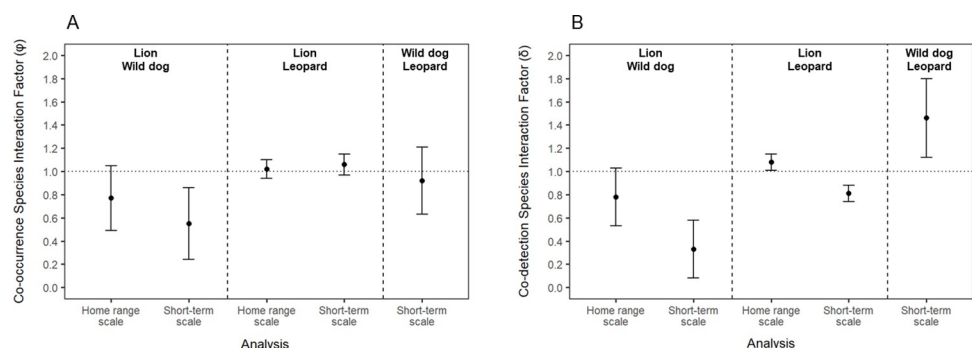 A
Co-occurrence Species Interaction Factor (φ)
2.0
1.8
1.6
1.4
1.2
1.0
0.8
0.6
0.4
0.2
0.0
Lion
Wild dog
Lion
Leopard
Wild dog
Leopard
Home range
scale
Short-term
scale
Home range
scale
Short-term
scale
Short-term
scale
Analysis
B
Co-detection Species Interaction Factor (δ)
2.0
1.8
1.6
1.4
1.2
1.0
0.8
0.6
0.4
0.2
0.0
Lion
Wild dog
Lion
Leopard
Wild dog
Leopard
Home range
scale
Short-term
scale
Home range
scale
Short-term
scale
Short-term
scale
Analysis